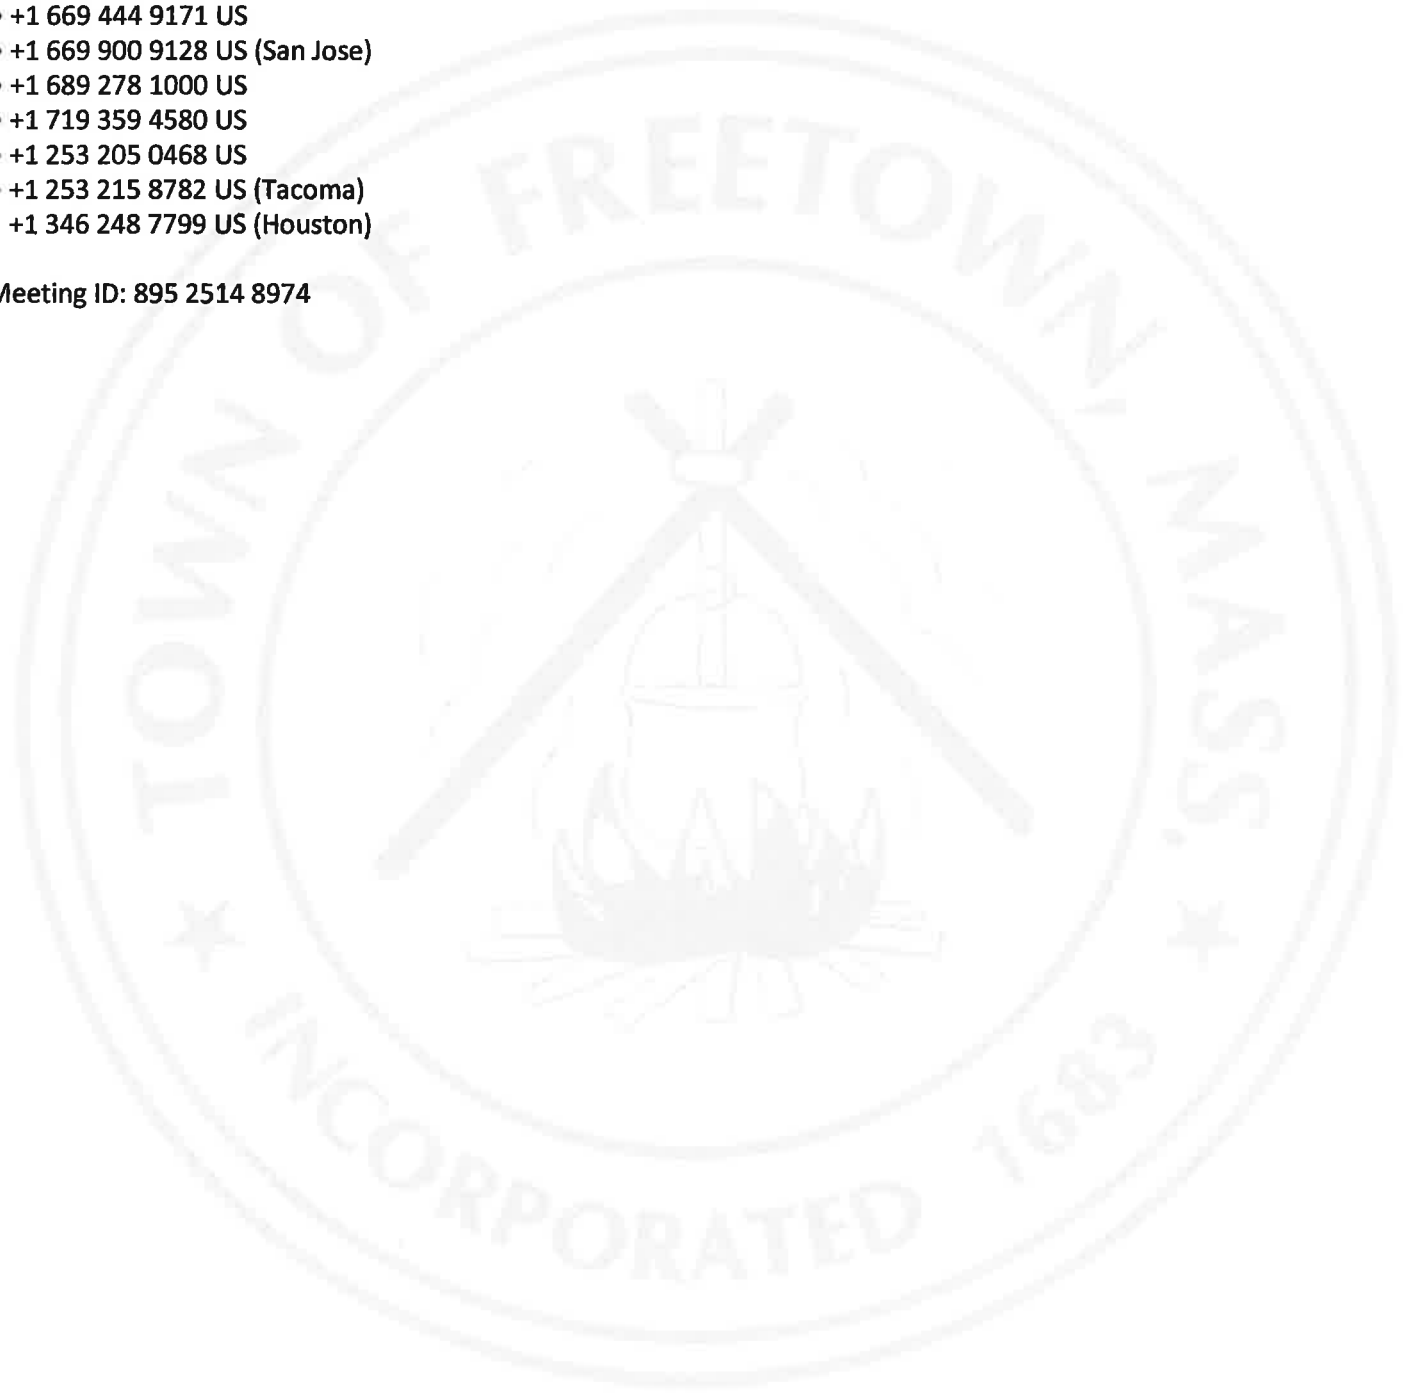 • +1 669 444 9171 US
• +1 669 900 9128 US (San Jose)
• +1 689 278 1000 US
• +1 719 359 4580 US
• +1 253 205 0468 US
• +1 253 215 8782 US (Tacoma)
+1 346 248 7799 US (Houston)
Meeting ID: 895 2514 8974
TOWN OF FREETOWN, MASS.
★ INCORPORATED 1683 ★